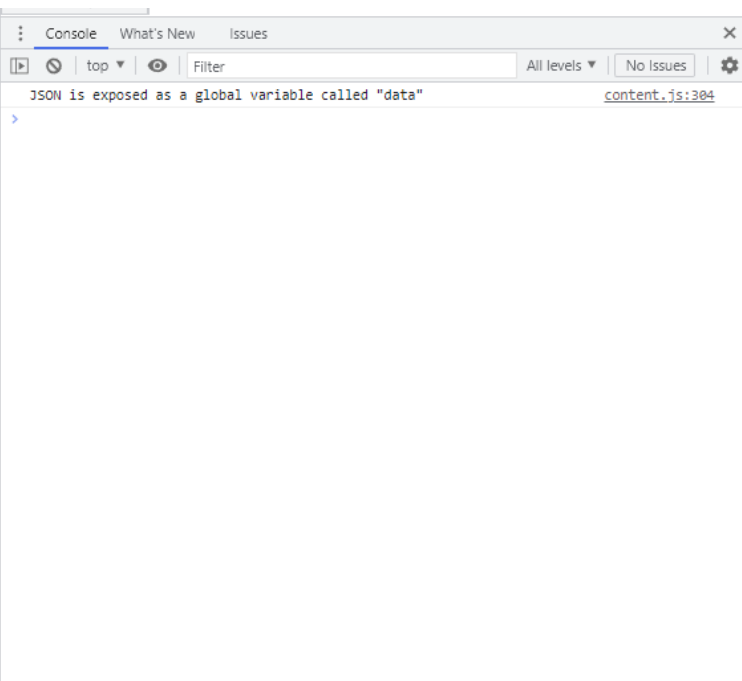 Console What's New Issues
top Filter All levels No Issues
JSON is exposed as a global variable called "data" content.js:304